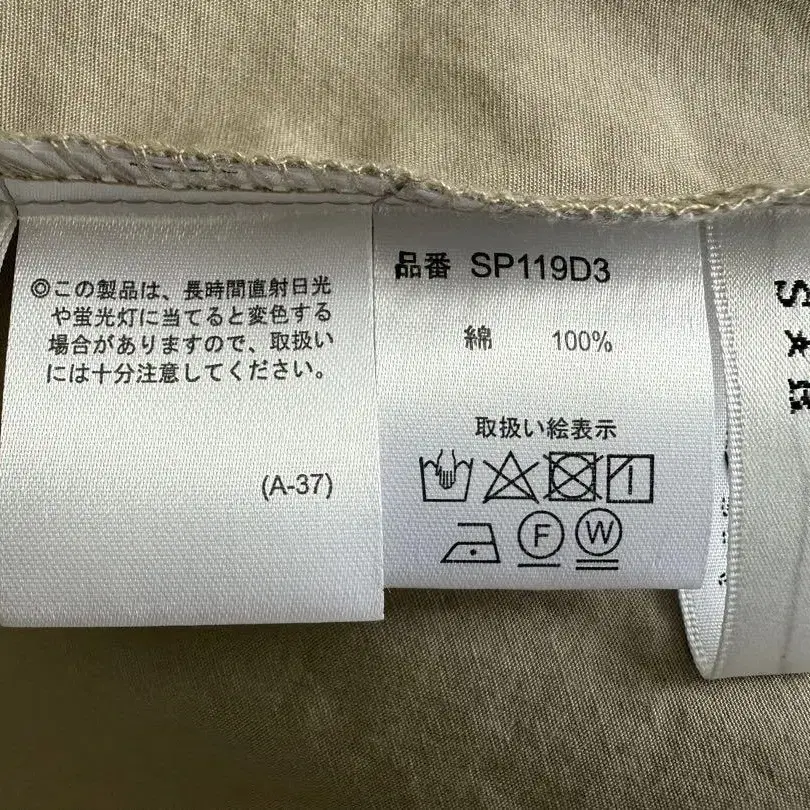 ◎この製品は、長時間直射日光
や蛍光灯に当てると変色する
場合がありますので、取扱い
には十分注意してください。
(A-37)
品番 SP119D3
綿 100%
取扱い絵表示
F
W